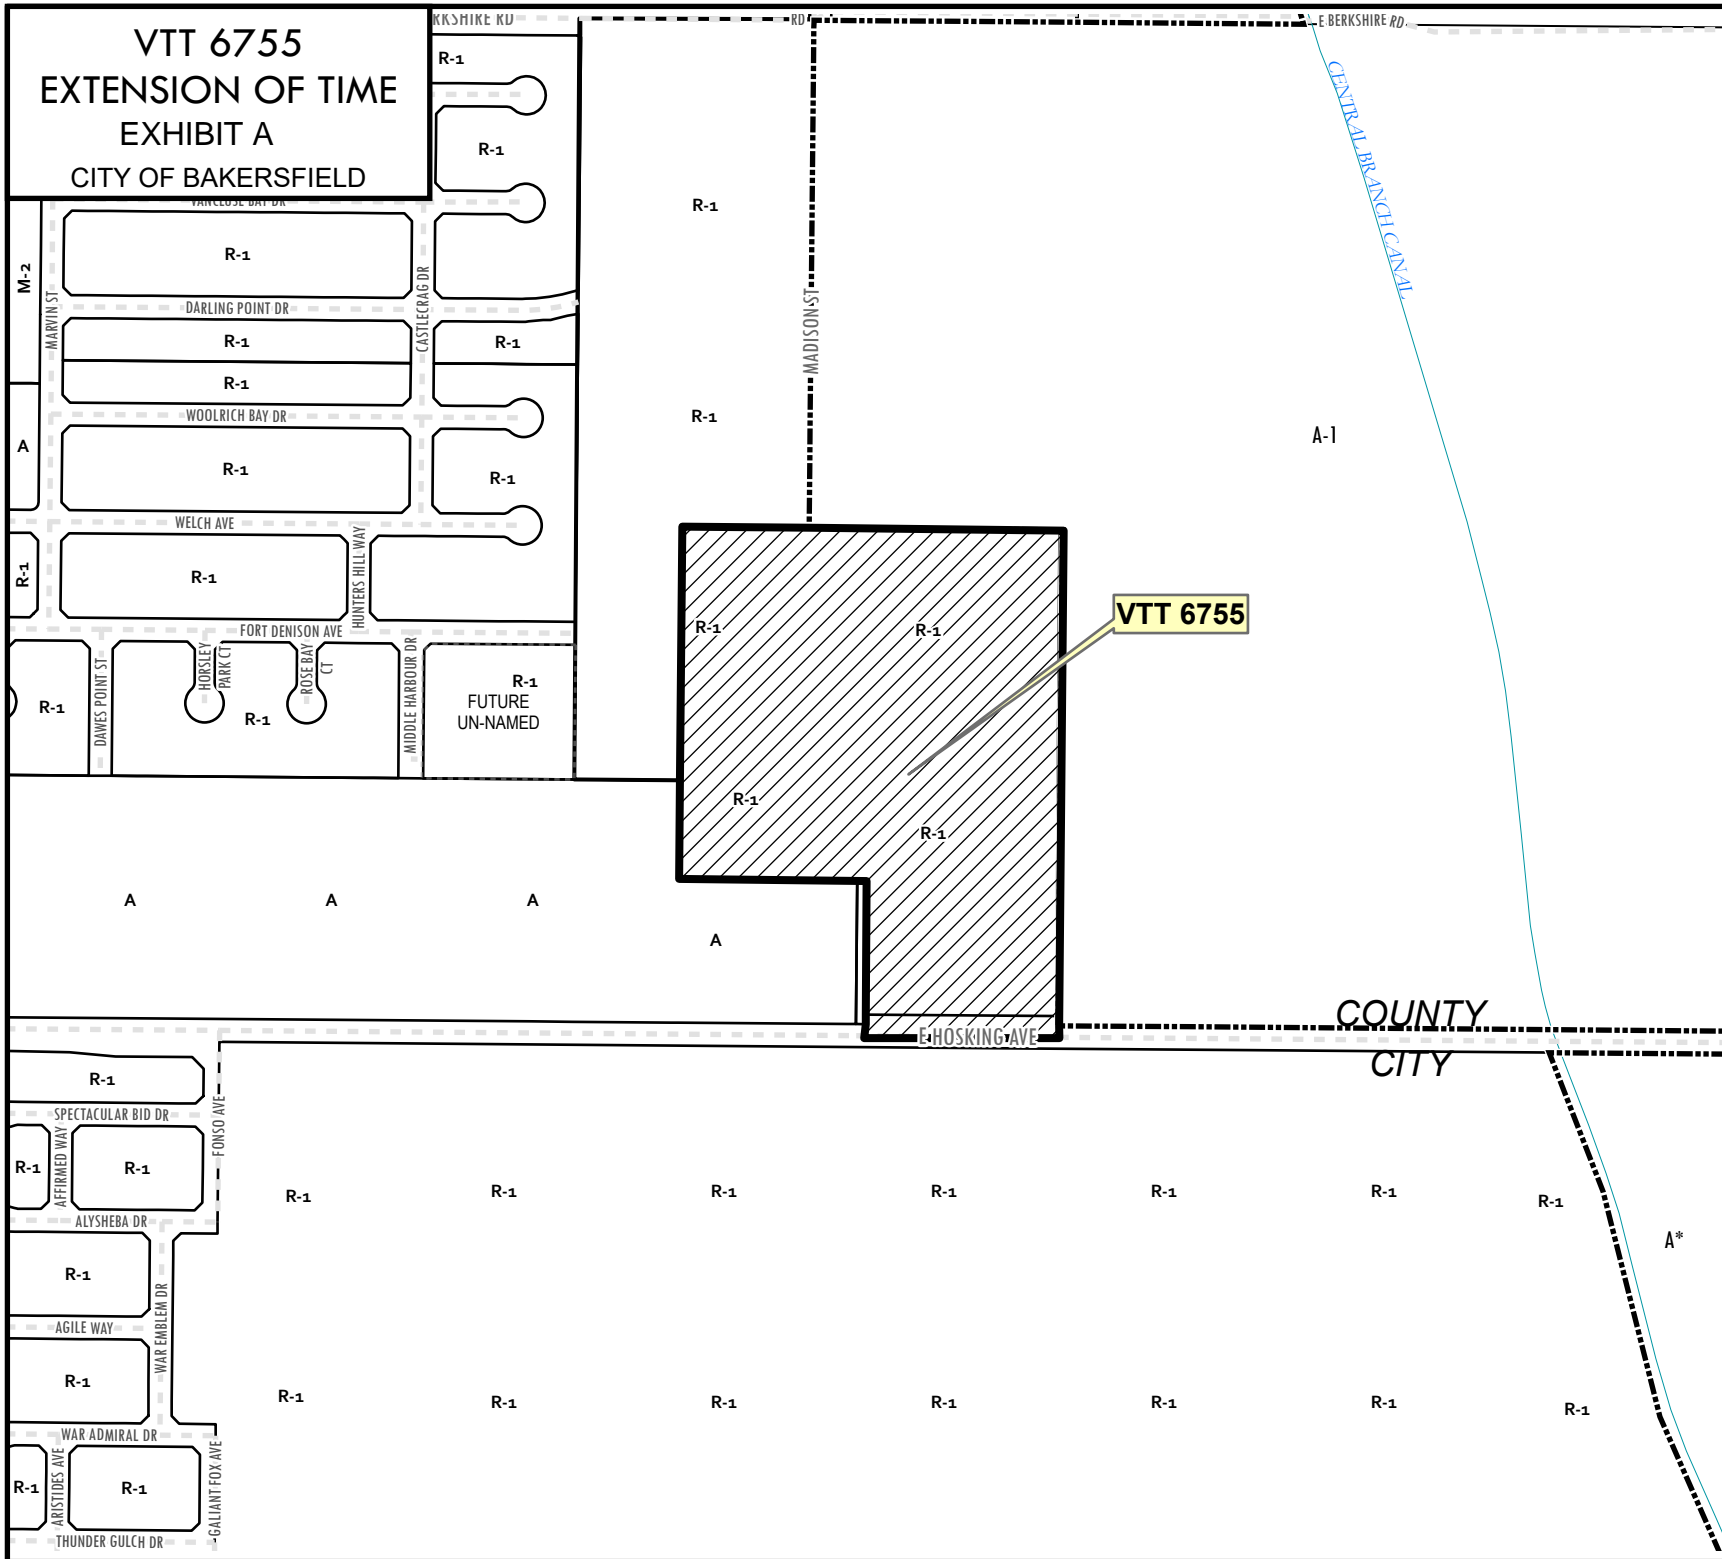 VTT 6755
EXTENSION OF TIME
EXHIBIT A
CITY OF BAKERSFIELD
RKSHIRE RD
RD
E BERKSHIRE RD
R-1
R-1
CENTRAL BRANCH CANAL
VANCLUSE BAY DR
R-1
R-1
M-2
MARVIN ST
CASTLECRAG DR
DARLING POINT DR
MADISON ST
R-1
R-1
R-1
WOOLRICH BAY DR
R-1
A-1
A
R-1
R-1
WELCH AVE
HUNTERS HILL WAY
R-1
R-1
VTT 6755
FORT DENISON AVE
R-1
R-1
DAWES POINT ST
HORSLEY
PARK CT
ROSE BAY
CT
MIDDLE HARBOUR DR
R-1
FUTURE
UN-NAMED
R-1
R-1
R-1
R-1
A
A
A
A
COUNTY
E HOSKING AVE
CITY
R-1
SPECTACULAR BID DR
FONSO AVE
AFFIRMED WAY
R-1
R-1
R-1
R-1
R-1
R-1
R-1
R-1
R-1
ALYSHEBA DR
A*
R-1
WAR EMBLEM DR
AGILE WAY
R-1
R-1
R-1
R-1
R-1
R-1
R-1
R-1
WAR ADMIRAL DR
ARISTIDES AVE
GALIANT FOX AVE
R-1
R-1
THUNDER GULCH DR